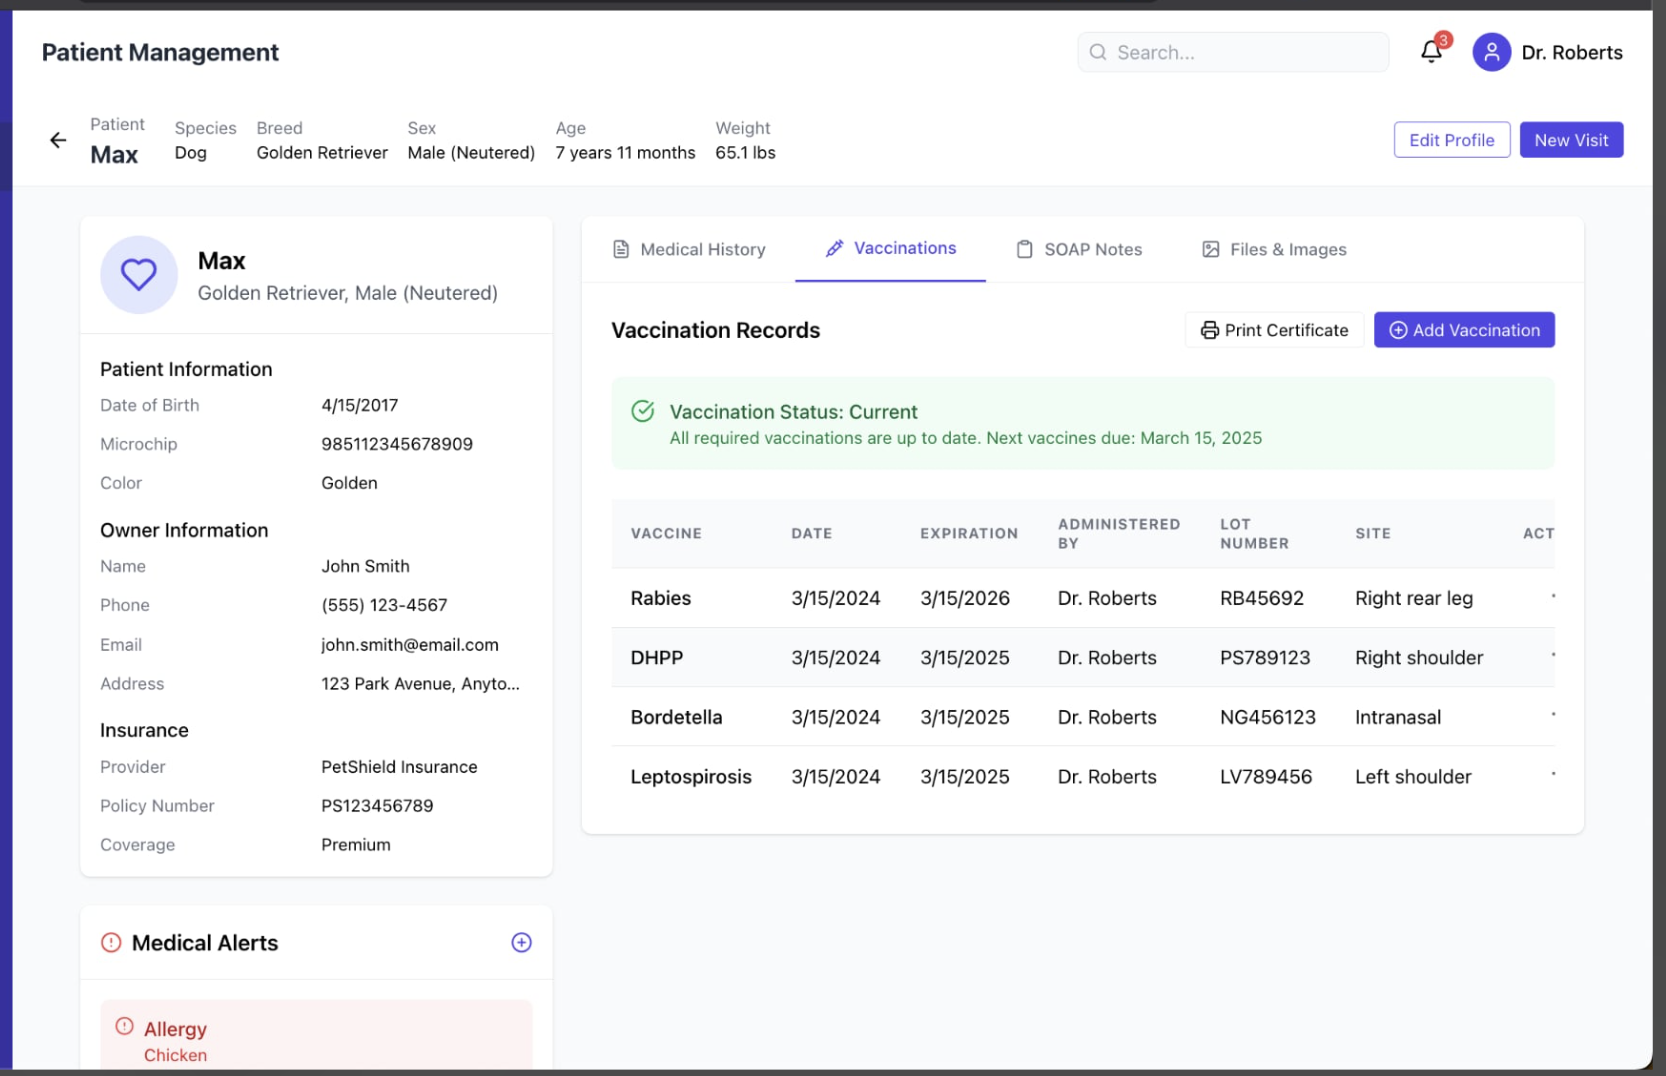 Patient Management
Search...
3
Dr. Roberts
Patient
Max
Species
Dog
Breed
Golden Retriever
Sex
Male (Neutered)
Age
7 years 11 months
Weight
65.1 lbs
Edit Profile
New Visit
Max
Golden Retriever, Male (Neutered)
Patient Information
Date of Birth 4/15/2017
Microchip 985112345678909
Color Golden
Owner Information
Name John Smith
Phone (555) 123-4567
Email john.smith@email.com
Address 123 Park Avenue, Anyto...
Insurance
Provider PetShield Insurance
Policy Number PS123456789
Coverage Premium
Medical Alerts
Allergy
Chicken
Medical History
Vaccinations
SOAP Notes
Files & Images
Vaccination Records
Print Certificate
Add Vaccination
Vaccination Status: Current
All required vaccinations are up to date. Next vaccines due: March 15, 2025
VACCINE DATE EXPIRATION ADMINISTERED BY LOT NUMBER SITE ACT
Rabies 3/15/2024 3/15/2026 Dr. Roberts RB45692 Right rear leg
DHPP 3/15/2024 3/15/2025 Dr. Roberts PS789123 Right shoulder
Bordetella 3/15/2024 3/15/2025 Dr. Roberts NG456123 Intranasal
Leptospirosis 3/15/2024 3/15/2025 Dr. Roberts LV789456 Left shoulder